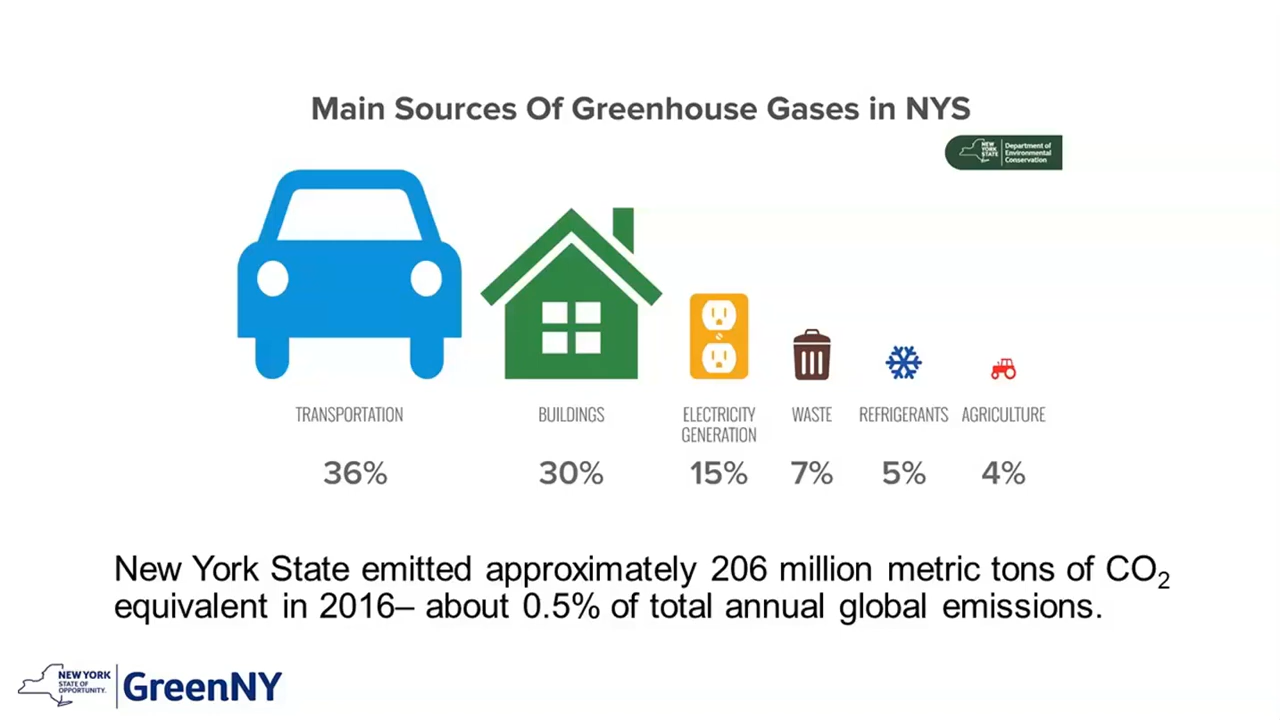 Main Sources Of Greenhouse Gases in NYS
NEW
YORK
STATE
Department of
Environmental
Conservation
TRANSPORTATION
BUILDINGS
ELECTRICITY
GENERATION
WASTE
REFRIGERANTS
AGRICULTURE
36%
30%
15%
7%
5%
4%
New York State emitted approximately 206 million metric tons of CO₂
equivalent in 2016– about 0.5% of total annual global emissions.
NEW YORK
STATE OF
OPPORTUNITY.
GreenNY